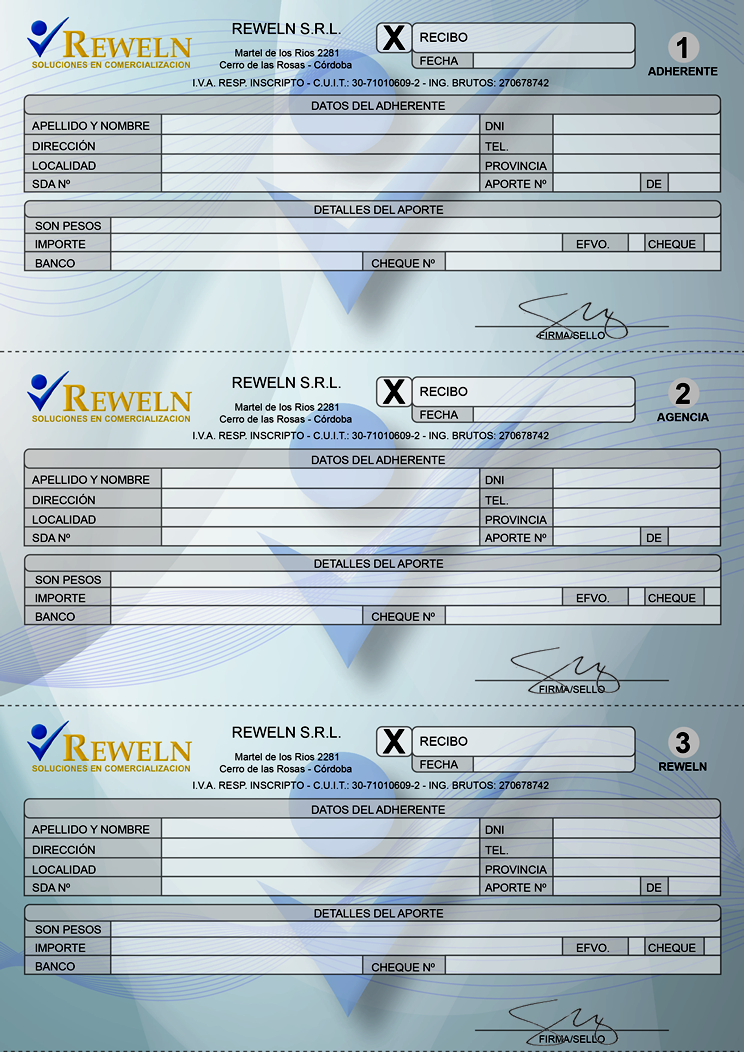 REWELN
SOLUCIONES EN COMERCIALIZACION
REWELN S.R.L.
Martel de los Rios 2281
Cerro de las Rosas - Córdoba
X
RECIBO
FECHA
1
ADHERENTE
I.V.A. RESP. INSCRIPTO - C.U.I.T.: 30-71010609-2 - ING. BRUTOS: 270678742
DATOS DEL ADHERENTE
APELLIDO Y NOMBRE DNI
DIRECCIÓN TEL.
LOCALIDAD PROVINCIA
SDA Nº APORTE Nº DE
DETALLES DEL APORTE
SON PESOS
IMPORTE EFVO. CHEQUE
BANCO CHEQUE Nº
FIRMA/SELLO
REWELN
SOLUCIONES EN COMERCIALIZACION
REWELN S.R.L.
Martel de los Rios 2281
Cerro de las Rosas - Córdoba
X
RECIBO
FECHA
2
AGENCIA
I.V.A. RESP. INSCRIPTO - C.U.I.T.: 30-71010609-2 - ING. BRUTOS: 270678742
DATOS DEL ADHERENTE
APELLIDO Y NOMBRE DNI
DIRECCIÓN TEL.
LOCALIDAD PROVINCIA
SDA Nº APORTE Nº DE
DETALLES DEL APORTE
SON PESOS
IMPORTE EFVO. CHEQUE
BANCO CHEQUE Nº
FIRMA/SELLO
REWELN
SOLUCIONES EN COMERCIALIZACION
REWELN S.R.L.
Martel de los Rios 2281
Cerro de las Rosas - Córdoba
X
RECIBO
FECHA
3
REWELN
I.V.A. RESP. INSCRIPTO - C.U.I.T.: 30-71010609-2 - ING. BRUTOS: 270678742
DATOS DEL ADHERENTE
APELLIDO Y NOMBRE DNI
DIRECCIÓN TEL.
LOCALIDAD PROVINCIA
SDA Nº APORTE Nº DE
DETALLES DEL APORTE
SON PESOS
IMPORTE EFVO. CHEQUE
BANCO CHEQUE Nº
FIRMA/SELLO